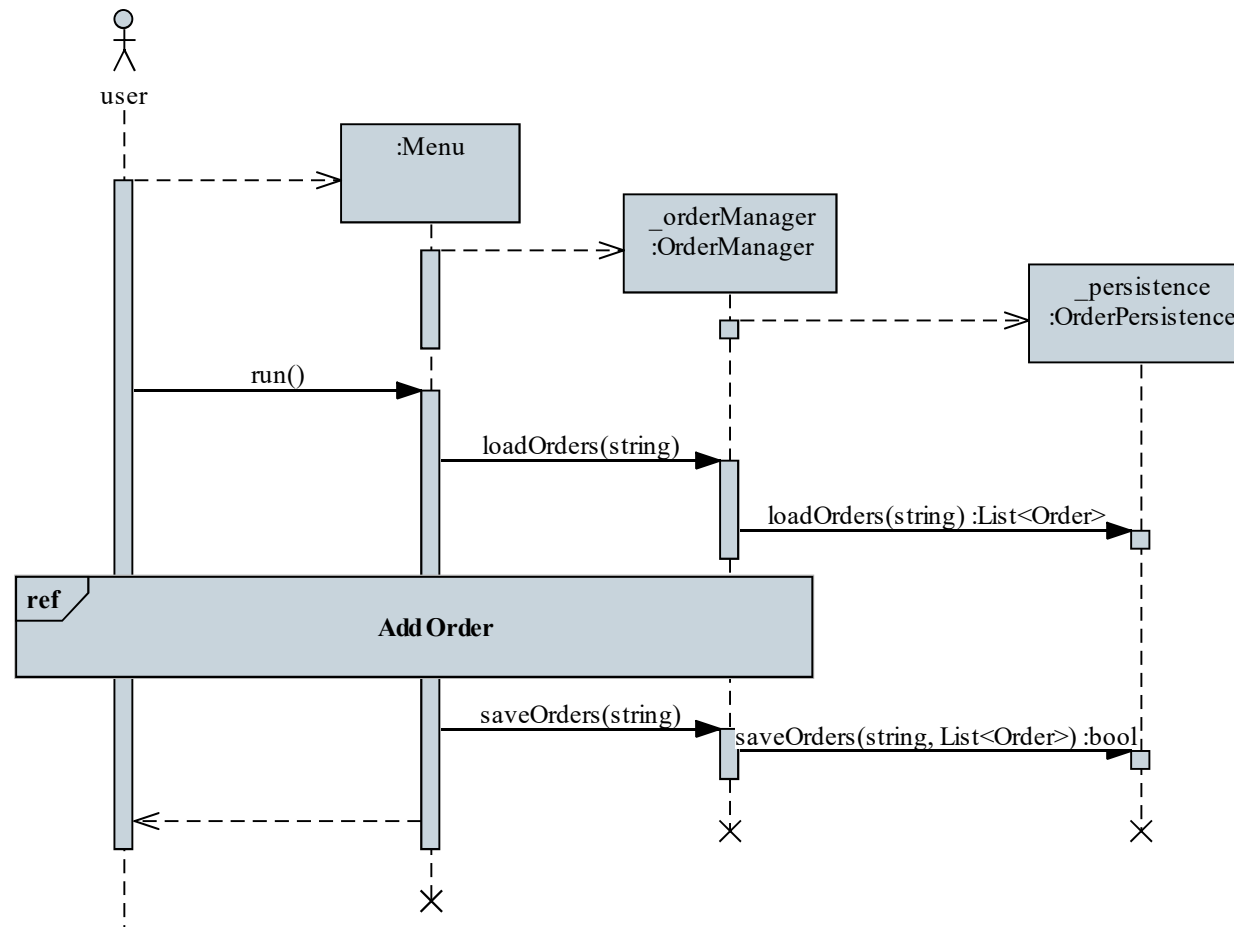 user
:Menu
_orderManager
:OrderManager
_persistence
:OrderPersistence
run()
loadOrders(string)
loadOrders(string) :List<Order>
ref
Add Order
saveOrders(string)
saveOrders(string, List<Order>) :bool